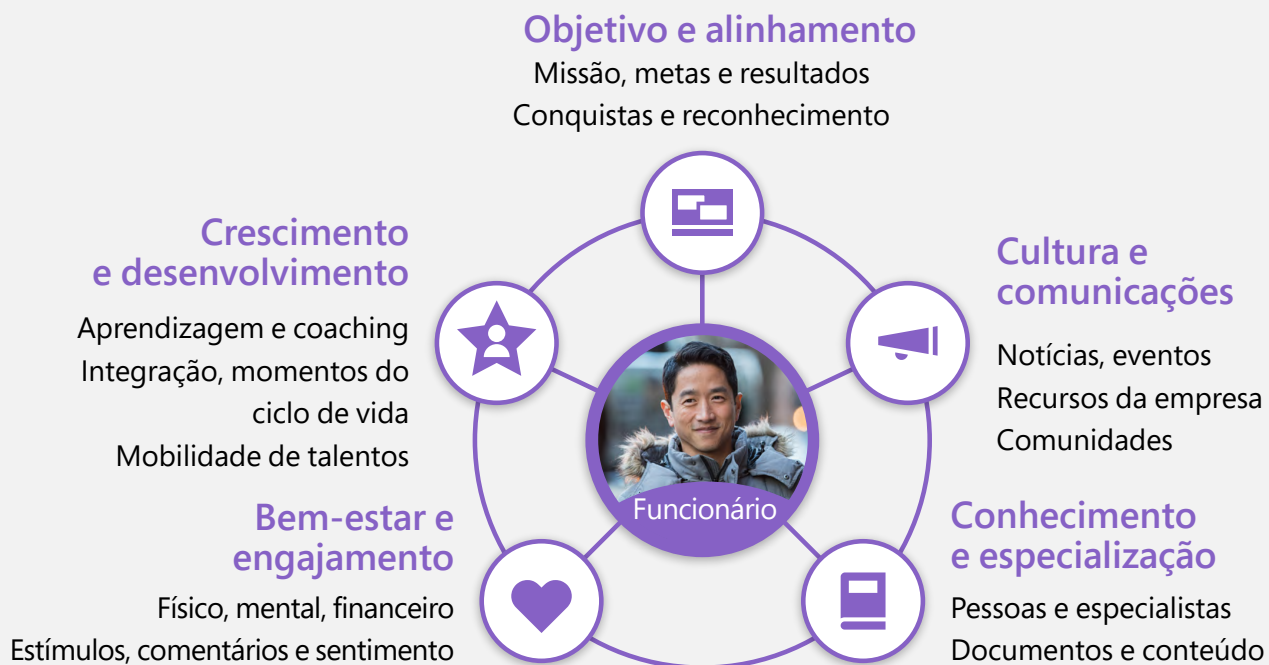 Objetivo e alinhamento
Missão, metas e resultados
Conquistas e reconhecimento
Crescimento
e desenvolvimento
Aprendizagem e coaching
Integração, momentos do
ciclo de vida
Mobilidade de talentos
Cultura e
comunicações
Notícias, eventos
Recursos da empresa
Comunidades
Funcionário
Bem-estar e
engajamento
Físico, mental, financeiro
Estímulos, comentários e sentimento
Conhecimento
e especialização
Pessoas e especialistas
Documentos e conteúdo